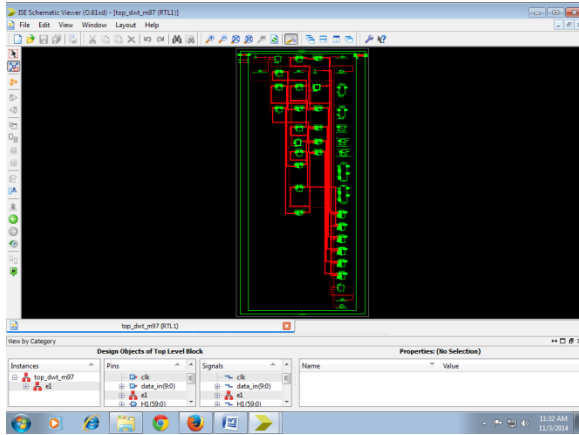 ISE Schematic Viewer (O.61xd) - [top_dwt_m97 (RTL1)]
File Edit View Window Layout Help
top_dwt_m97 (RTL1)
View by Category
Design Objects of Top Level Block
Properties: (No Selection)
Instances Pins Signals Name Value
top_dwt_m97 clk clk
e1 data_in(9:0) data_in(9:0)
e1 e1
H1(59:0) H1(59:0)
11:32 AM
11/3/2014